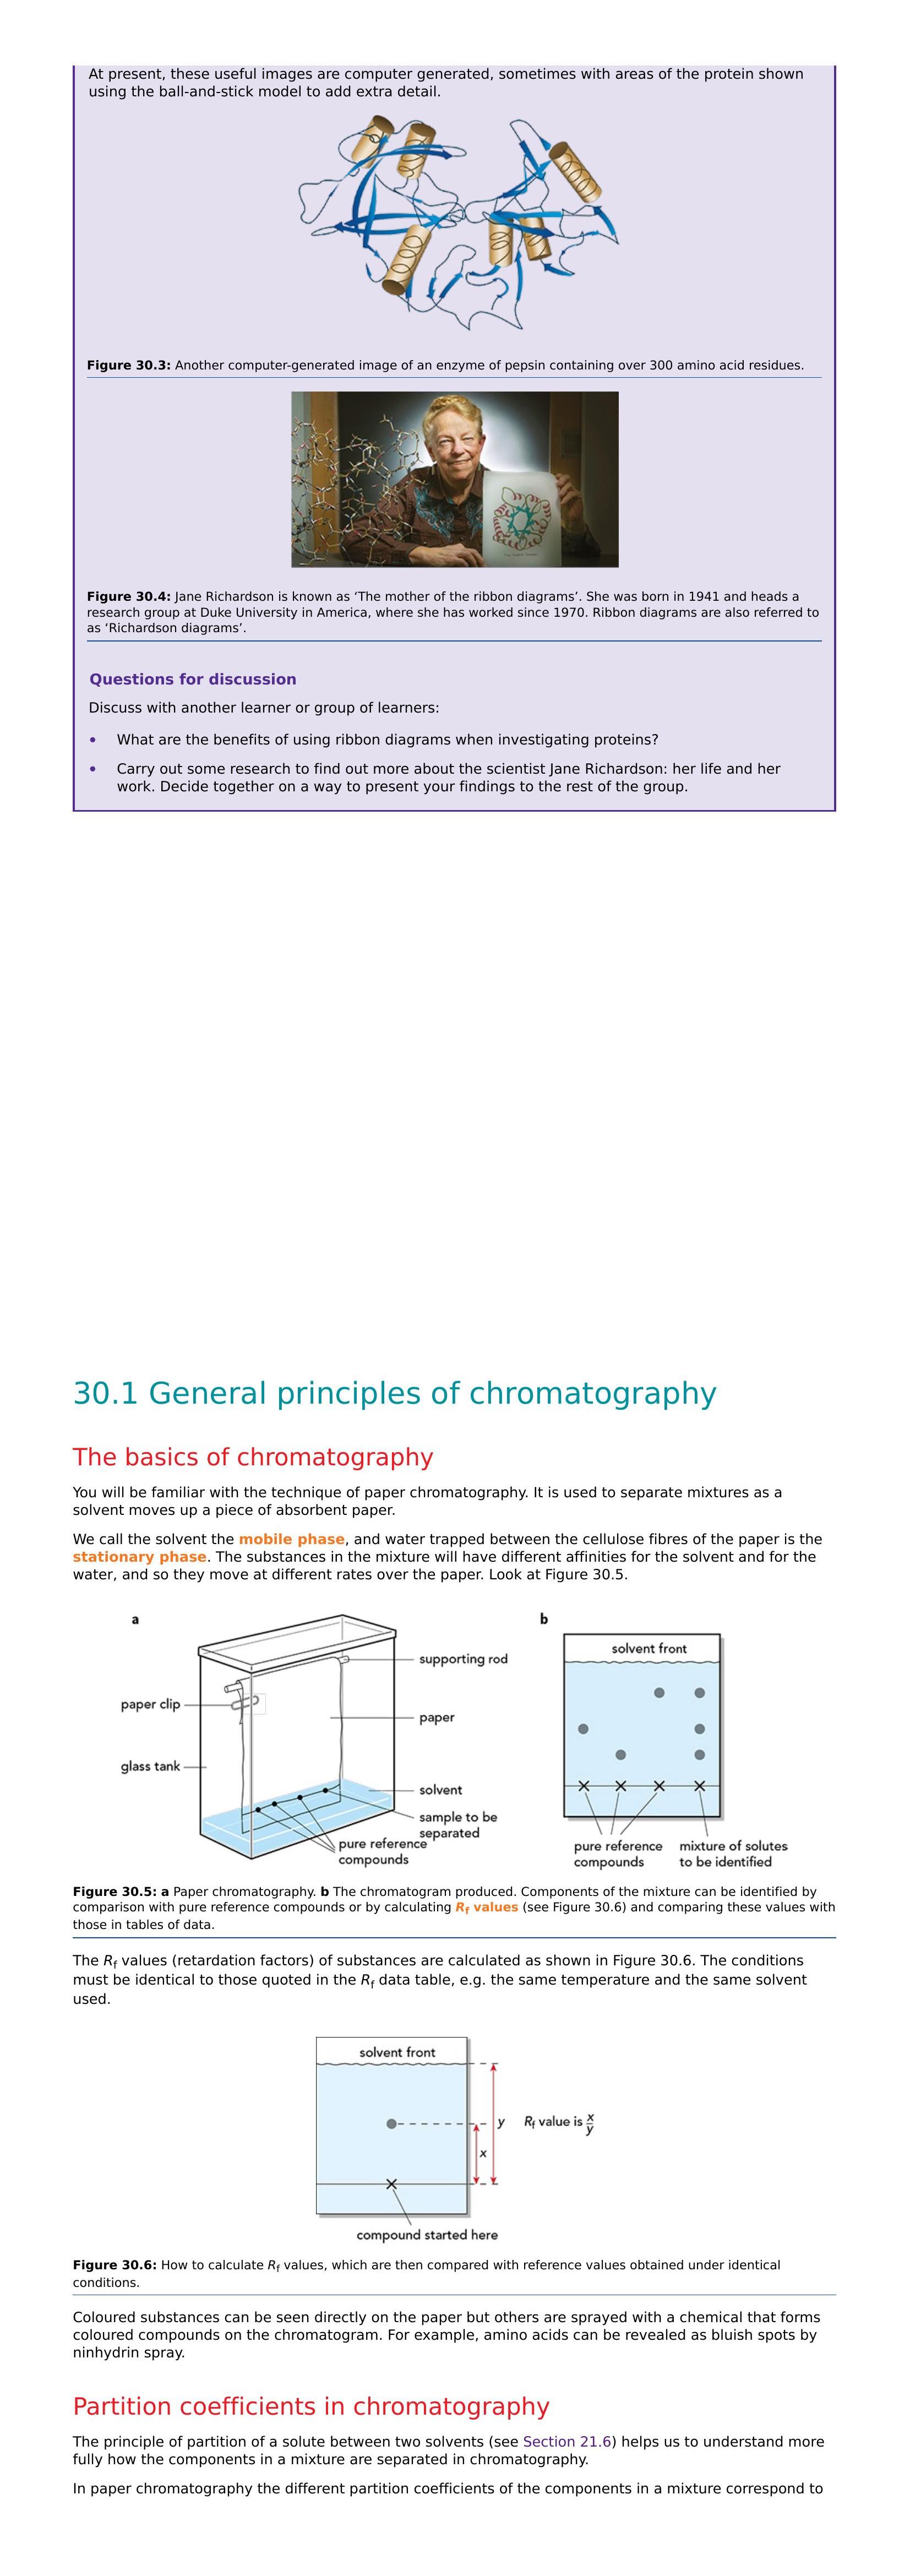 At present, these useful images are computer generated, sometimes with areas of the protein shown
using the ball-and-stick model to add extra detail.
Figure 30.3: Another computer-generated image of an enzyme of pepsin containing over 300 amino acid residues.
Figure 30.4: Jane Richardson is known as ‘The mother of the ribbon diagrams’. She was born in 1941 and heads a
research group at Duke University in America, where she has worked since 1970. Ribbon diagrams are also referred to
as ‘Richardson diagrams’.
Questions for discussion
Discuss with another learner or group of learners:
• What are the benefits of using ribbon diagrams when investigating proteins?
• Carry out some research to find out more about the scientist Jane Richardson: her life and her
work. Decide together on a way to present your findings to the rest of the group.
30.1 General principles of chromatography
The basics of chromatography
You will be familiar with the technique of paper chromatography. It is used to separate mixtures as a
solvent moves up a piece of absorbent paper.
We call the solvent the mobile phase, and water trapped between the cellulose fibres of the paper is the
stationary phase. The substances in the mixture will have different affinities for the solvent and for the
water, and so they move at different rates over the paper. Look at Figure 30.5.
a
supporting rod
paper clip
paper
glass tank
solvent
sample to be
separated
pure reference
compounds
b
solvent front
pure reference
compounds
mixture of solutes
to be identified
Figure 30.5: a Paper chromatography. b The chromatogram produced. Components of the mixture can be identified by
comparison with pure reference compounds or by calculating Rf values (see Figure 30.6) and comparing these values with
those in tables of data.
The Rf values (retardation factors) of substances are calculated as shown in Figure 30.6. The conditions
must be identical to those quoted in the Rf data table, e.g. the same temperature and the same solvent
used.
solvent front
y
x
Rf value is x/y
compound started here
Figure 30.6: How to calculate Rf values, which are then compared with reference values obtained under identical
conditions.
Coloured substances can be seen directly on the paper but others are sprayed with a chemical that forms
coloured compounds on the chromatogram. For example, amino acids can be revealed as bluish spots by
ninhydrin spray.
Partition coefficients in chromatography
The principle of partition of a solute between two solvents (see Section 21.6) helps us to understand more
fully how the components in a mixture are separated in chromatography.
In paper chromatography the different partition coefficients of the components in a mixture correspond to